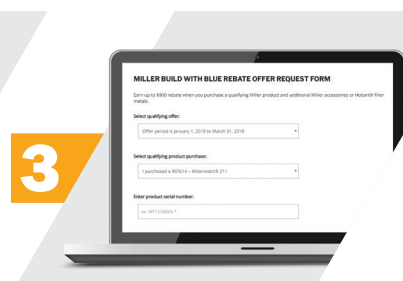 3
MILLER BUILD WITH BLUE REBATE OFFER REQUEST FORM
Earn up to $900 rebate when you purchase a qualifying Miller product and additional Miller accessories or Hobart® filler
metals.
Select qualifying offer:
Offer period is January 1, 2018 to March 31, 2018
Select qualifying product purchase:
I purchased a 907614 – Millermatic® 211
Enter product serial number:
ex. MF123456A *